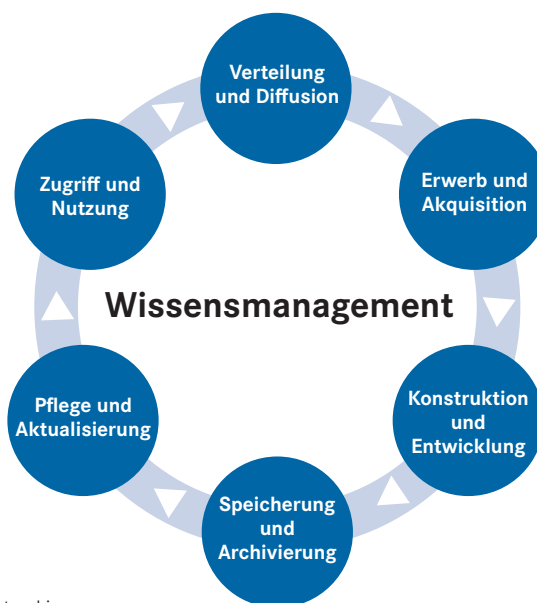 Verteilung
und Diffusion
Erwerb und
Akquisition
Konstruktion
und
Entwicklung
Speicherung
und
Archivierung
Pflege und
Aktualisierung
Zugriff und
Nutzung
Wissensmanagement